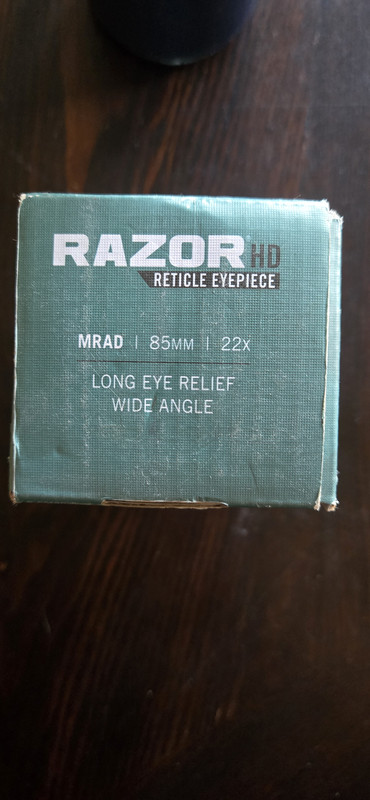 RAZOR HD
RETICLE EYEPIECE
MRAD | 85MM | 22X
LONG EYE RELIEF
WIDE ANGLE